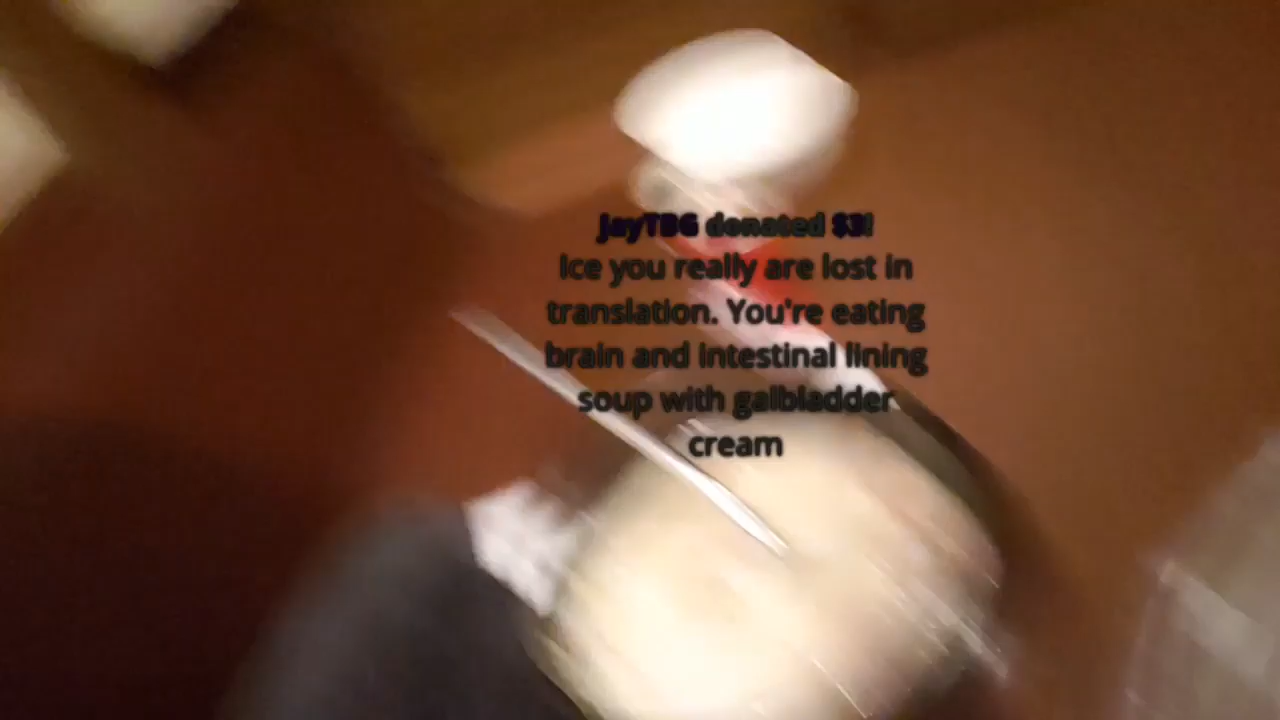 JayTBG donated $3!
Ice you really are lost in
translation. You're eating
brain and intestinal lining
soup with galbladder
cream